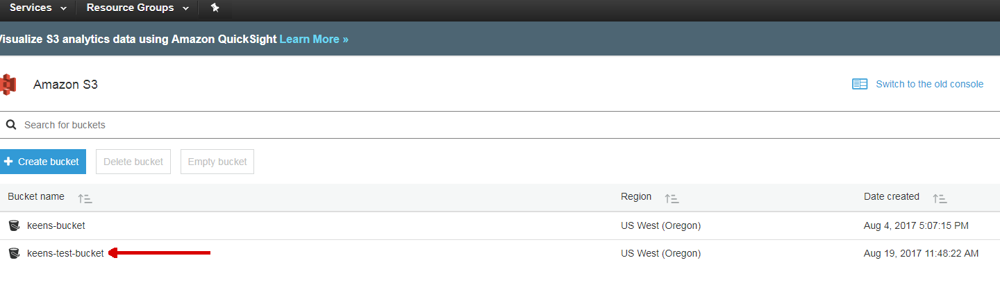 Services Resource Groups
Visualize S3 analytics data using Amazon QuickSight Learn More »
Amazon S3 Switch to the old console
Search for buckets
+ Create bucket Delete bucket Empty bucket
Bucket name Region Date created
keens-bucket US West (Oregon) Aug 4, 2017 5:07:15 PM
keens-test-bucket US West (Oregon) Aug 19, 2017 11:48:22 AM